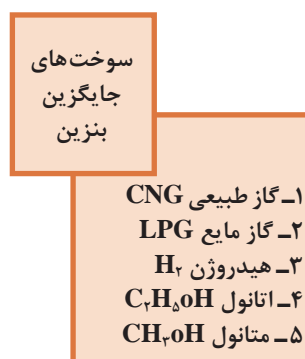 سوخت‌های
جایگزین
بنزین
۱ـ گاز طبیعی CNG
۲ـ گاز مایع LPG
۳ـ هیدروژن H۲
۴ـ اتانول C۲H۵oH
۵ـ متانول CH۳oH